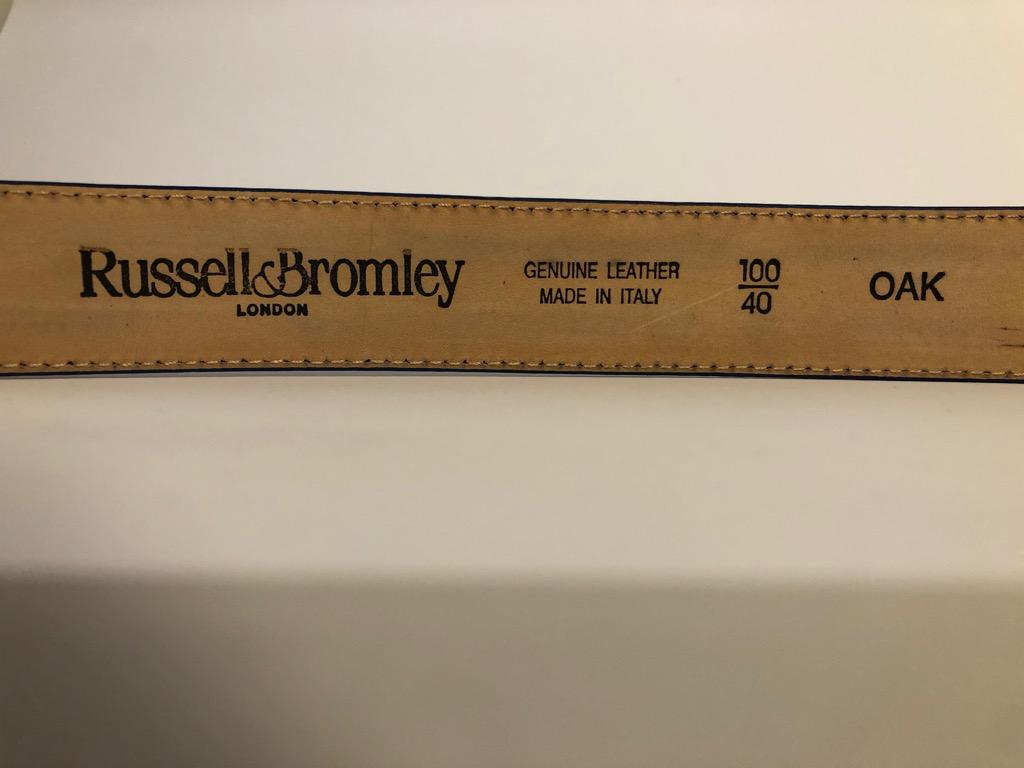 Russell&Bromley
LONDON
GENUINE LEATHER
MADE IN ITALY
100
40
OAK